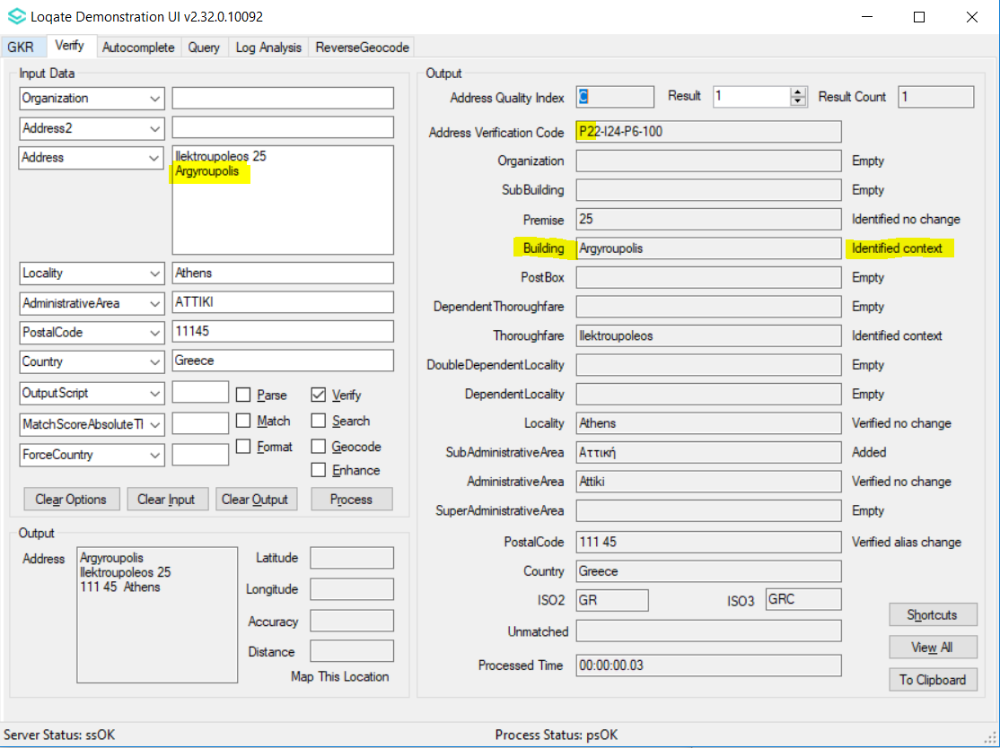 Loqate Demonstration UI v2.32.0.10092
GKR Verify Autocomplete Query Log Analysis ReverseGeocode
Input Data
Organization
Address2
Address
Ilektroupoleos 25
Argyroupolis
Locality Athens
AdministrativeArea ATTIKI
PostalCode 11145
Country Greece
OutputScript Parse Verify
MatchScoreAbsoluteTl Match Search
ForceCountry Format Geocode
Enhance
Clear Options Clear Input Clear Output Process
Output
Address
Argyroupolis
Ilektroupoleos 25
111 45 Athens
Latitude
Longitude
Accuracy
Distance
Map This Location
Output
Address Quality Index C Result 1 Result Count 1
Address Verification Code P22-I24-P6-100
Organization Empty
SubBuilding Empty
Premise 25 Identified no change
Building Argyroupolis Identified context
PostBox Empty
DependentThoroughfare Empty
Thoroughfare Ilektroupoleos Identified context
DoubleDependentLocality Empty
DependentLocality Empty
Locality Athens Verified no change
SubAdministrativeArea Αττική Added
AdministrativeArea Attiki Verified no change
SuperAdministrativeArea Empty
PostalCode 111 45 Verified alias change
Country Greece
ISO2 GR ISO3 GRC
Unmatched
Processed Time 00:00:00.03
Shortcuts
View All
To Clipboard
Server Status: ssOK Process Status: psOK